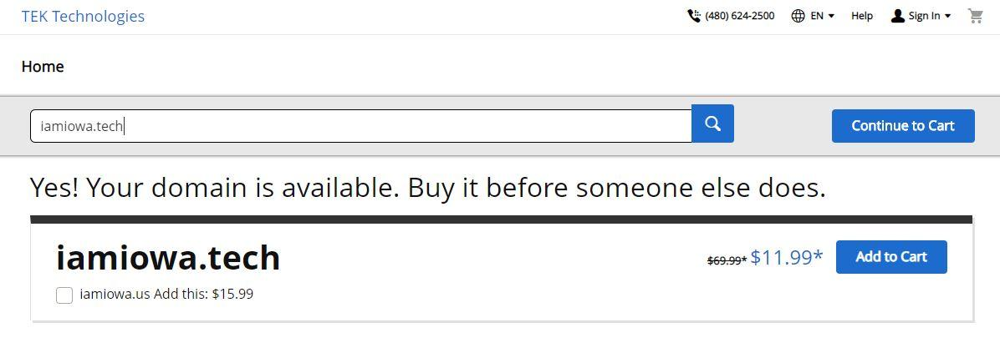 TEK Technologies
(480) 624-2500 EN Help Sign In
Home
iamiowa.tech
Continue to Cart
Yes! Your domain is available. Buy it before someone else does.
iamiowa.tech
$69.99* $11.99* Add to Cart
iamiowa.us Add this: $15.99